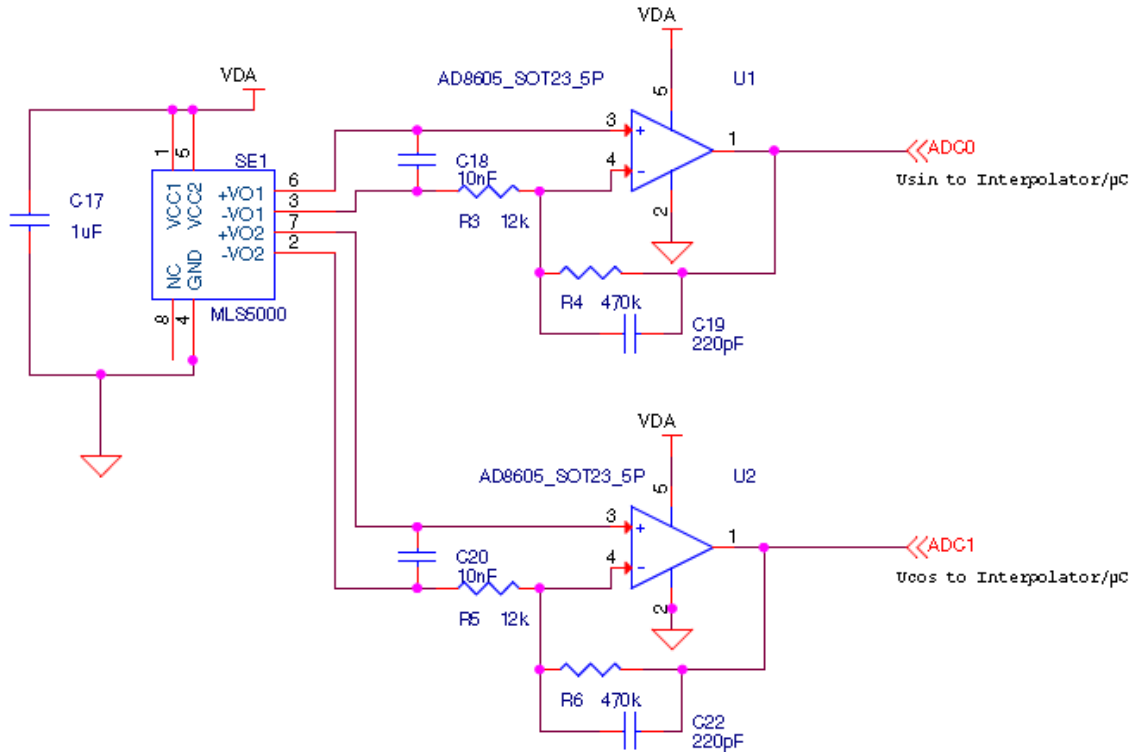 VDA
AD8605_SOT23_5P
U1
VDA
5
3
+
1
ADC0
4
-
2
Usin to Interpolator/µC
C18
10nF
R3 12k
R4 470k
C19
220pF
1
5
SE1
VCC1
VCC2
+VO1
6
-VO1
3
+VO2
7
-VO2
2
NC
GND
MLS5000
8
4
C17
1uF
VDA
AD8605_SOT23_5P
U2
5
3
+
1
ADC1
4
-
2
Ucos to Interpolator/µC
C20
10nF
R5 12k
R6 470k
C22
220pF